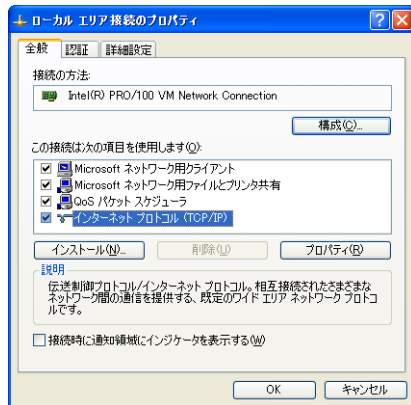 ローカル エリア接続のプロパティ
全般 認証 詳細設定
接続の方法:
Intel(R) PRO/100 VM Network Connection
構成(C)...
この接続は次の項目を使用します(O):
Microsoft ネットワーク用クライアント
Microsoft ネットワーク用ファイルとプリンタ共有
QoS パケット スケジューラ
インターネット プロトコル (TCP/IP)
インストール(N)... 削除(U) プロパティ(R)
説明
伝送制御プロトコル/インターネット プロトコル。相互接続されたさまざまな
ネットワーク間の通信を提供する、既定のワイド エリア ネットワーク プロトコ
ルです。
接続時に通知領域にインジケータを表示する(W)
OK キャンセル